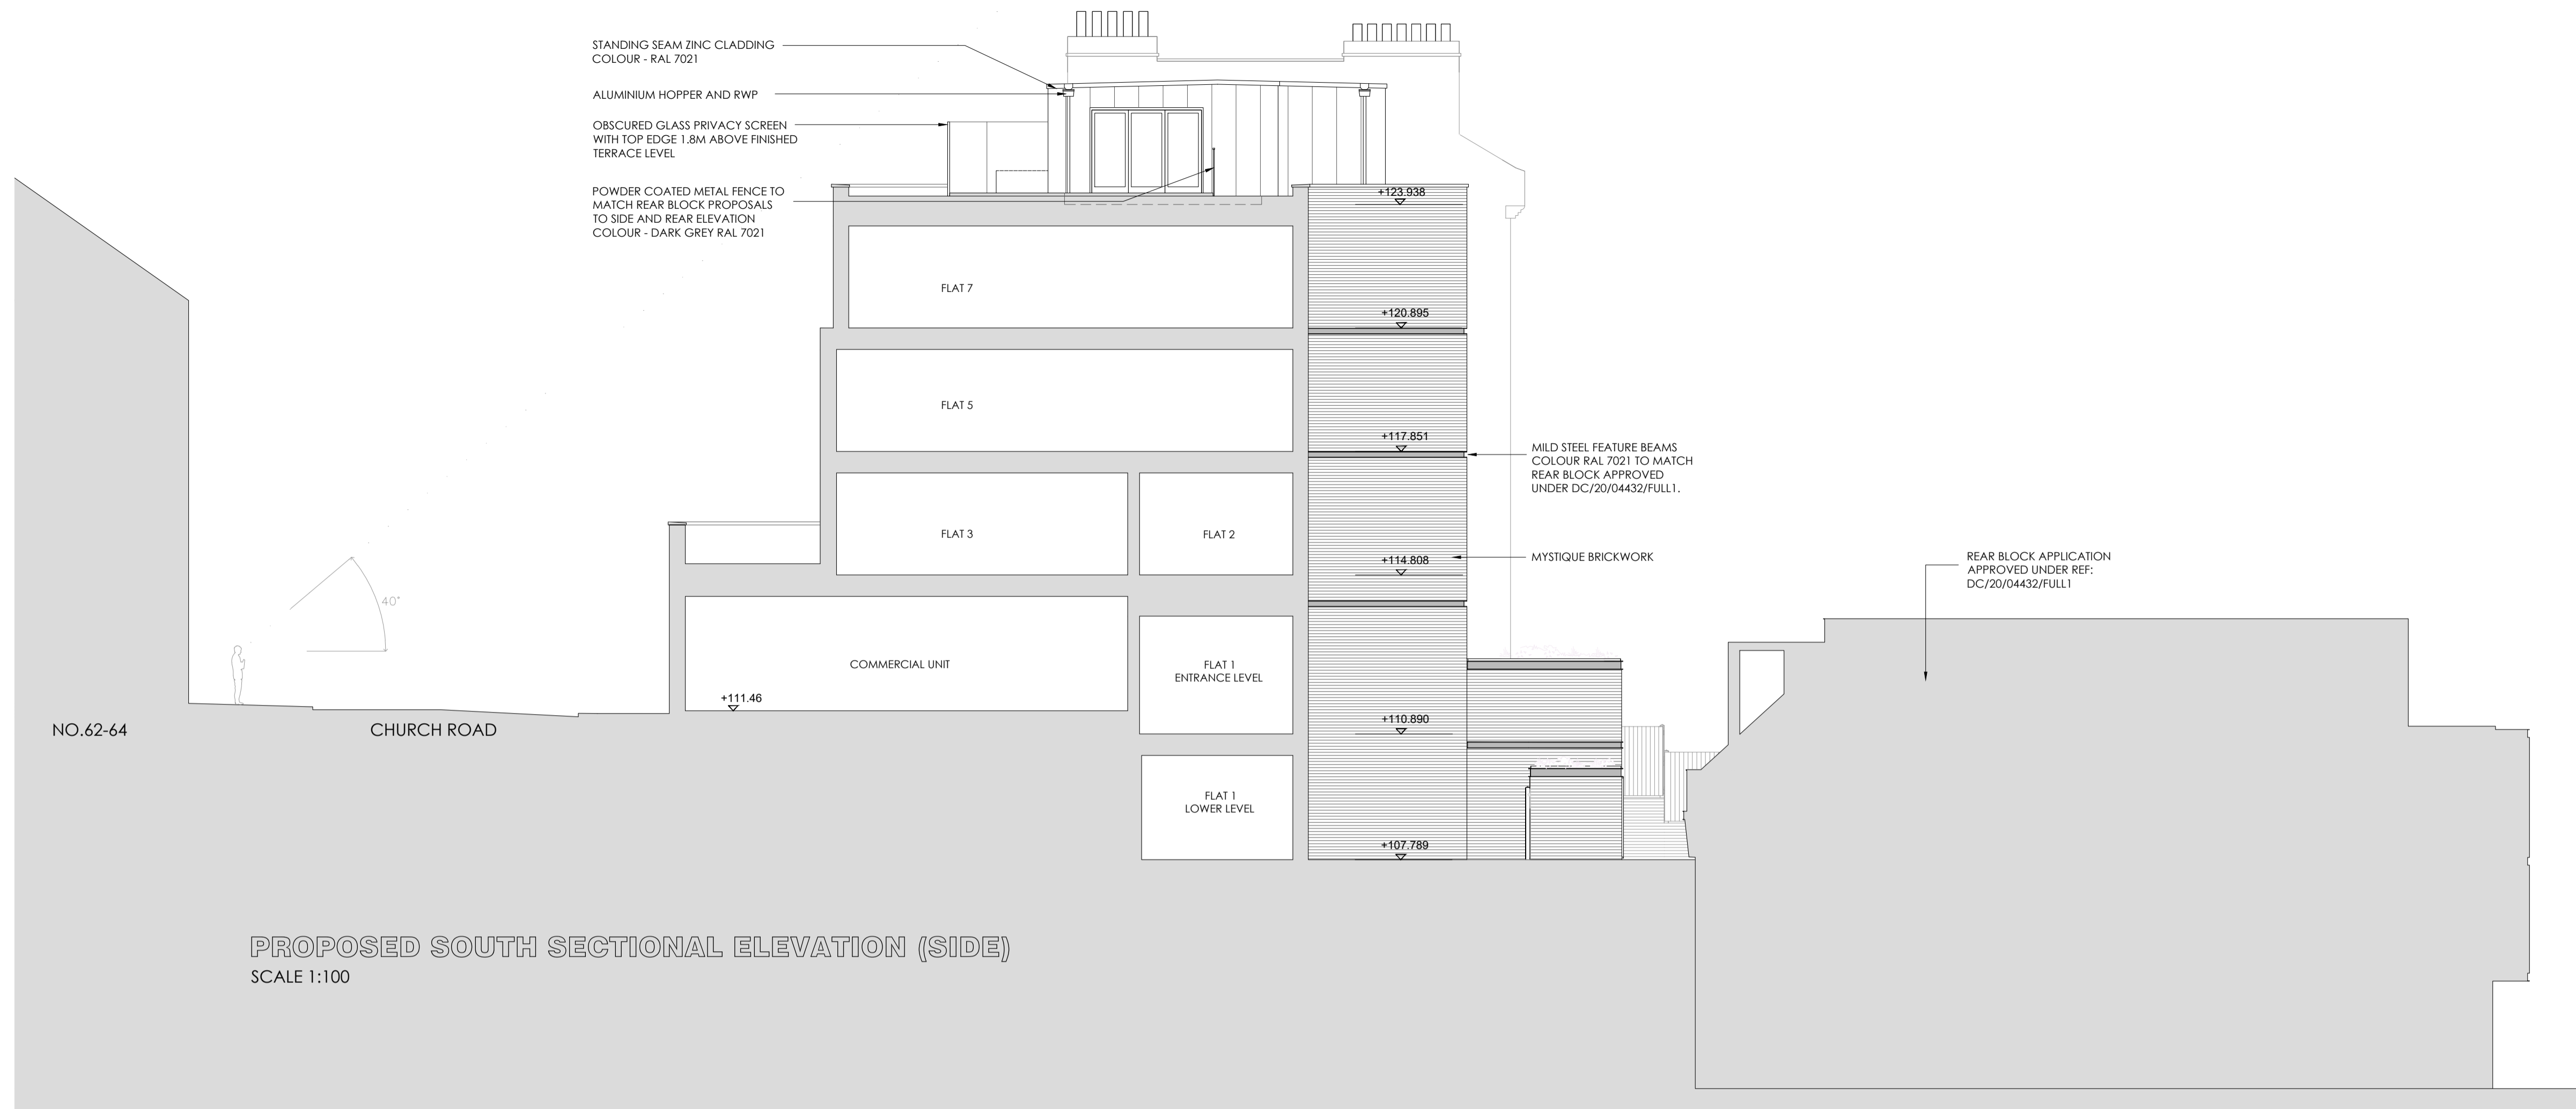 STANDING SEAM ZINC CLADDING
COLOUR - RAL 7021
ALUMINIUM HOPPER AND RWP
OBSCURED GLASS PRIVACY SCREEN
WITH TOP EDGE 1.8M ABOVE FINISHED
TERRACE LEVEL
POWDER COATED METAL FENCE TO
MATCH REAR BLOCK PROPOSALS
TO SIDE AND REAR ELEVATION
COLOUR - DARK GREY RAL 7021
+123.938
FLAT 7
+120.895
FLAT 5
+117.851
MILD STEEL FEATURE BEAMS
COLOUR RAL 7021 TO MATCH
REAR BLOCK APPROVED
UNDER DC/20/04432/FULL1.
FLAT 3
FLAT 2
+114.808
MYSTIQUE BRICKWORK
REAR BLOCK APPLICATION
APPROVED UNDER REF:
DC/20/04432/FULL1
40°
COMMERCIAL UNIT
FLAT 1
ENTRANCE LEVEL
+111.46
+110.890
NO.62-64
CHURCH ROAD
FLAT 1
LOWER LEVEL
+107.789
PROPOSED SOUTH SECTIONAL ELEVATION (SIDE)
SCALE 1:100